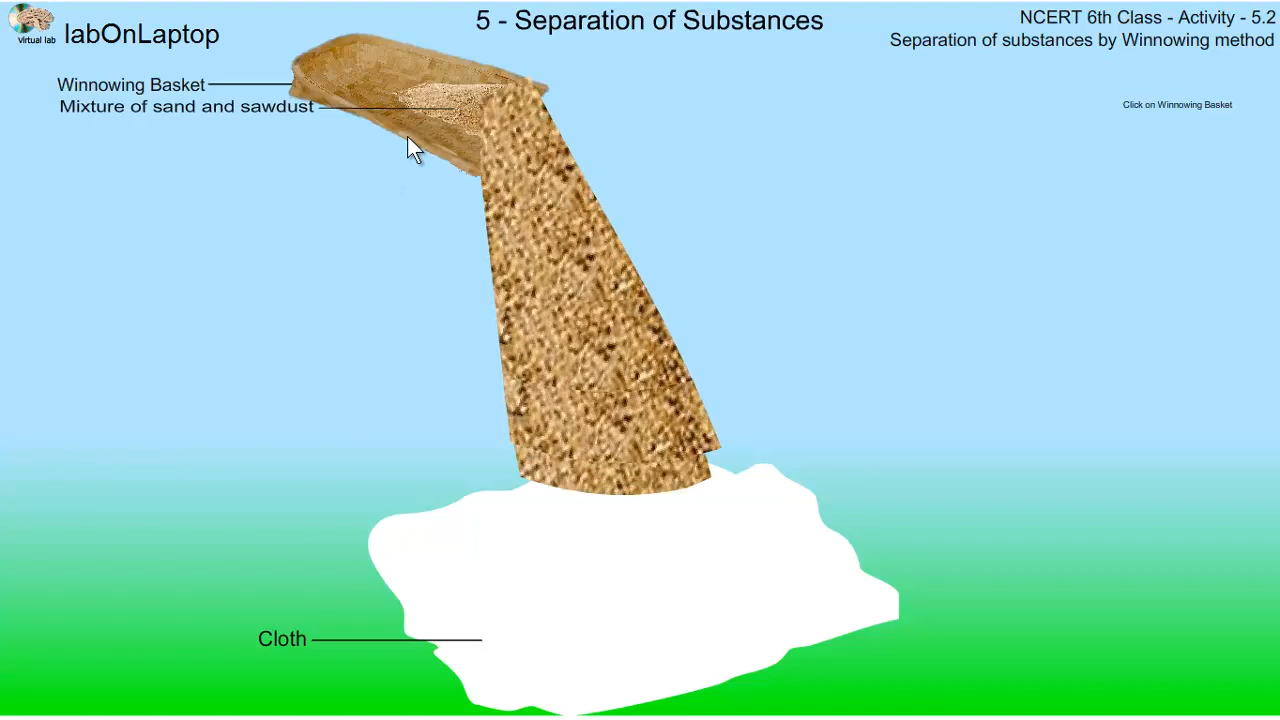 5 - Separation of Substances
NCERT 6th Class - Activity - 5.2
Separation of substances by Winnowing method
virtual lab
labOnLaptop
Winnowing Basket
Mixture of sand and sawdust
Click on Winnowing Basket
Cloth